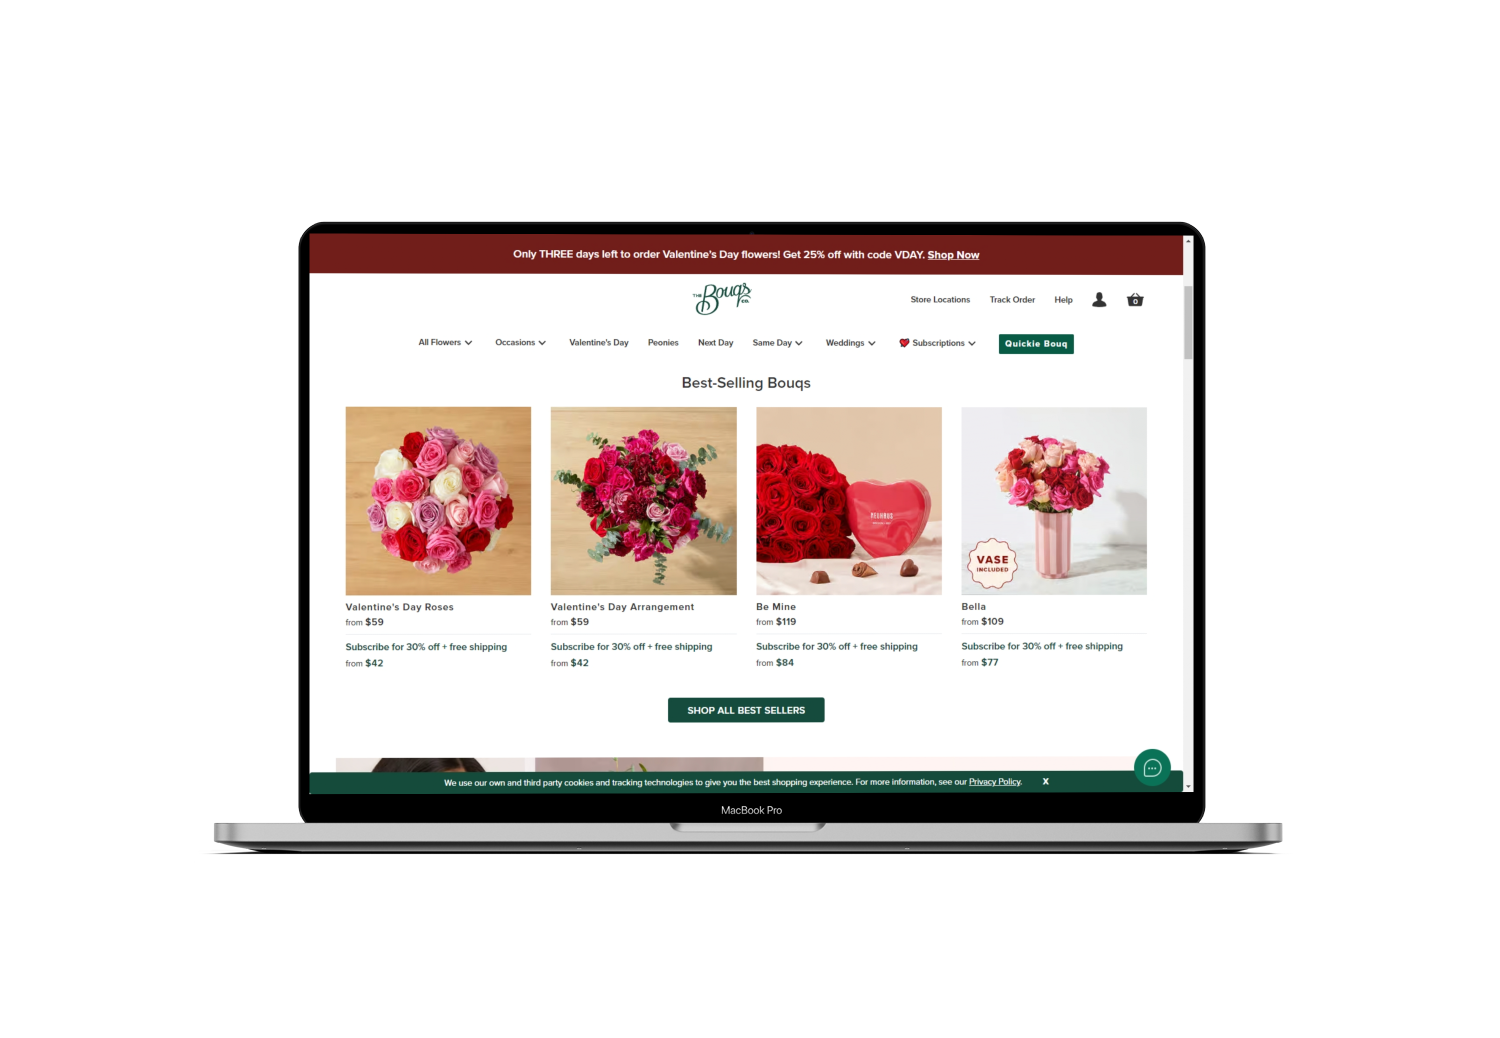 Only THREE days left to order Valentine's Day flowers! Get 25% off with code VDAY. Shop Now
THE Bouqs CO.
Store Locations Track Order Help 0
All Flowers Occasions Valentine's Day Peonies Next Day Same Day Weddings Subscriptions Quickie Bouq
Best-Selling Bouqs
NEUHAUS
VASE
INCLUDED
Valentine's Day Roses Valentine's Day Arrangement Be Mine Bella
from $59 from $59 from $119 from $109
Subscribe for 30% off + free shipping Subscribe for 30% off + free shipping Subscribe for 30% off + free shipping Subscribe for 30% off + free shipping
from $42 from $42 from $84 from $77
SHOP ALL BEST SELLERS
We use our own and third party cookies and tracking technologies to give you the best shopping experience. For more information, see our Privacy Policy. X
MacBook Pro